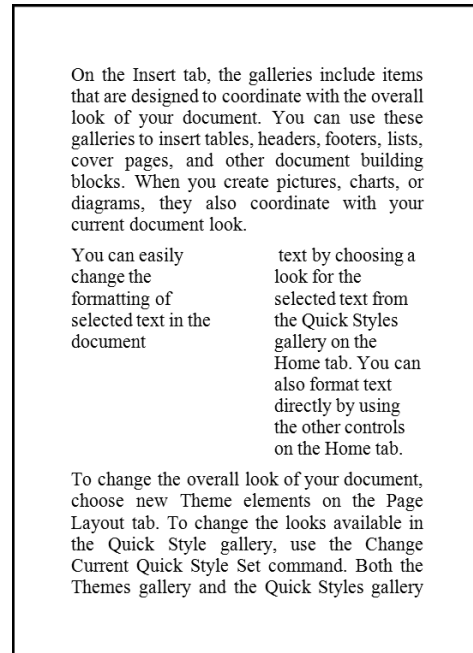 On the Insert tab, the galleries include items
that are designed to coordinate with the overall
look of your document. You can use these
galleries to insert tables, headers, footers, lists,
cover pages, and other document building
blocks. When you create pictures, charts, or
diagrams, they also coordinate with your
current document look.
You can easily
change the
formatting of
selected text in the
document
text by choosing a
look for the
selected text from
the Quick Styles
gallery on the
Home tab. You can
also format text
directly by using
the other controls
on the Home tab.
To change the overall look of your document,
choose new Theme elements on the Page
Layout tab. To change the looks available in
the Quick Style gallery, use the Change
Current Quick Style Set command. Both the
Themes gallery and the Quick Styles gallery